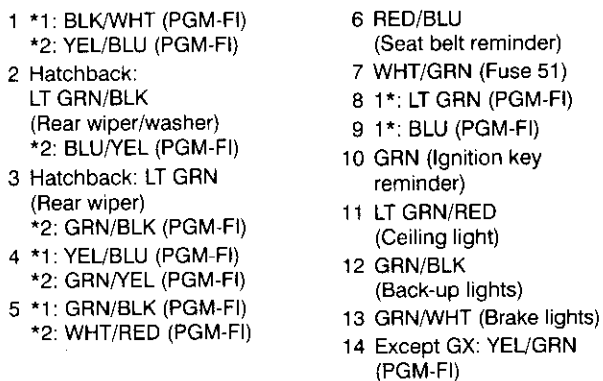 1 *1: BLK/WHT (PGM-FI)
*2: YEL/BLU (PGM-FI)
2 Hatchback:
LT GRN/BLK
(Rear wiper/washer)
*2: BLU/YEL (PGM-FI)
3 Hatchback: LT GRN
(Rear wiper)
*2: GRN/BLK (PGM-FI)
4 *1: YEL/BLU (PGM-FI)
*2: GRN/YEL (PGM-FI)
5 *1: GRN/BLK (PGM-FI)
*2: WHT/RED (PGM-FI)
6 RED/BLU
(Seat belt reminder)
7 WHT/GRN (Fuse 51)
8 1*: LT GRN (PGM-FI)
9 1*: BLU (PGM-FI)
10 GRN (Ignition key
reminder)
11 LT GRN/RED
(Ceiling light)
12 GRN/BLK
(Back-up lights)
13 GRN/WHT (Brake lights)
14 Except GX: YEL/GRN
(PGM-FI)